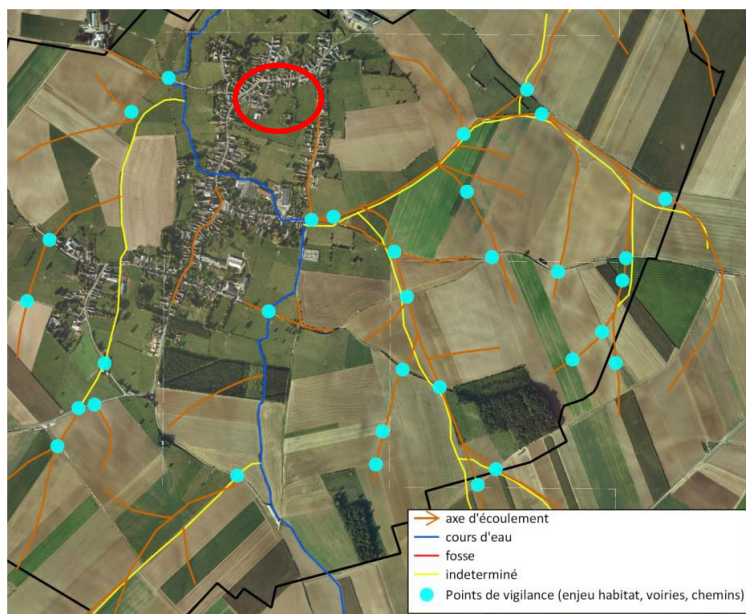 axe d'écoulement
cours d'eau
fosse
indeterminé
Points de vigilance (enjeu habitat, voiries, chemins)